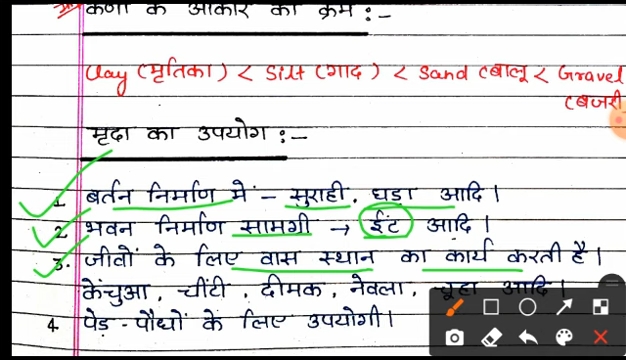 कणों के आकार का क्रम :-
Clay (मृतिका) < Silt (गाद) < Sand (बालू < Gravel
(बजरी
मृदा का उपयोग :-
1 बर्तन निर्माण में - सुराही, घड़ा आदि।
2 भवन निर्माण सामगी → ईंट आदि।
3. जीवों के लिए वास स्थान का कार्य करती है।
केंचुआ, चींटी, दीमक, नेवला, चूहा आदि।
4 पेड़-पौधों के लिए उपयोगी।